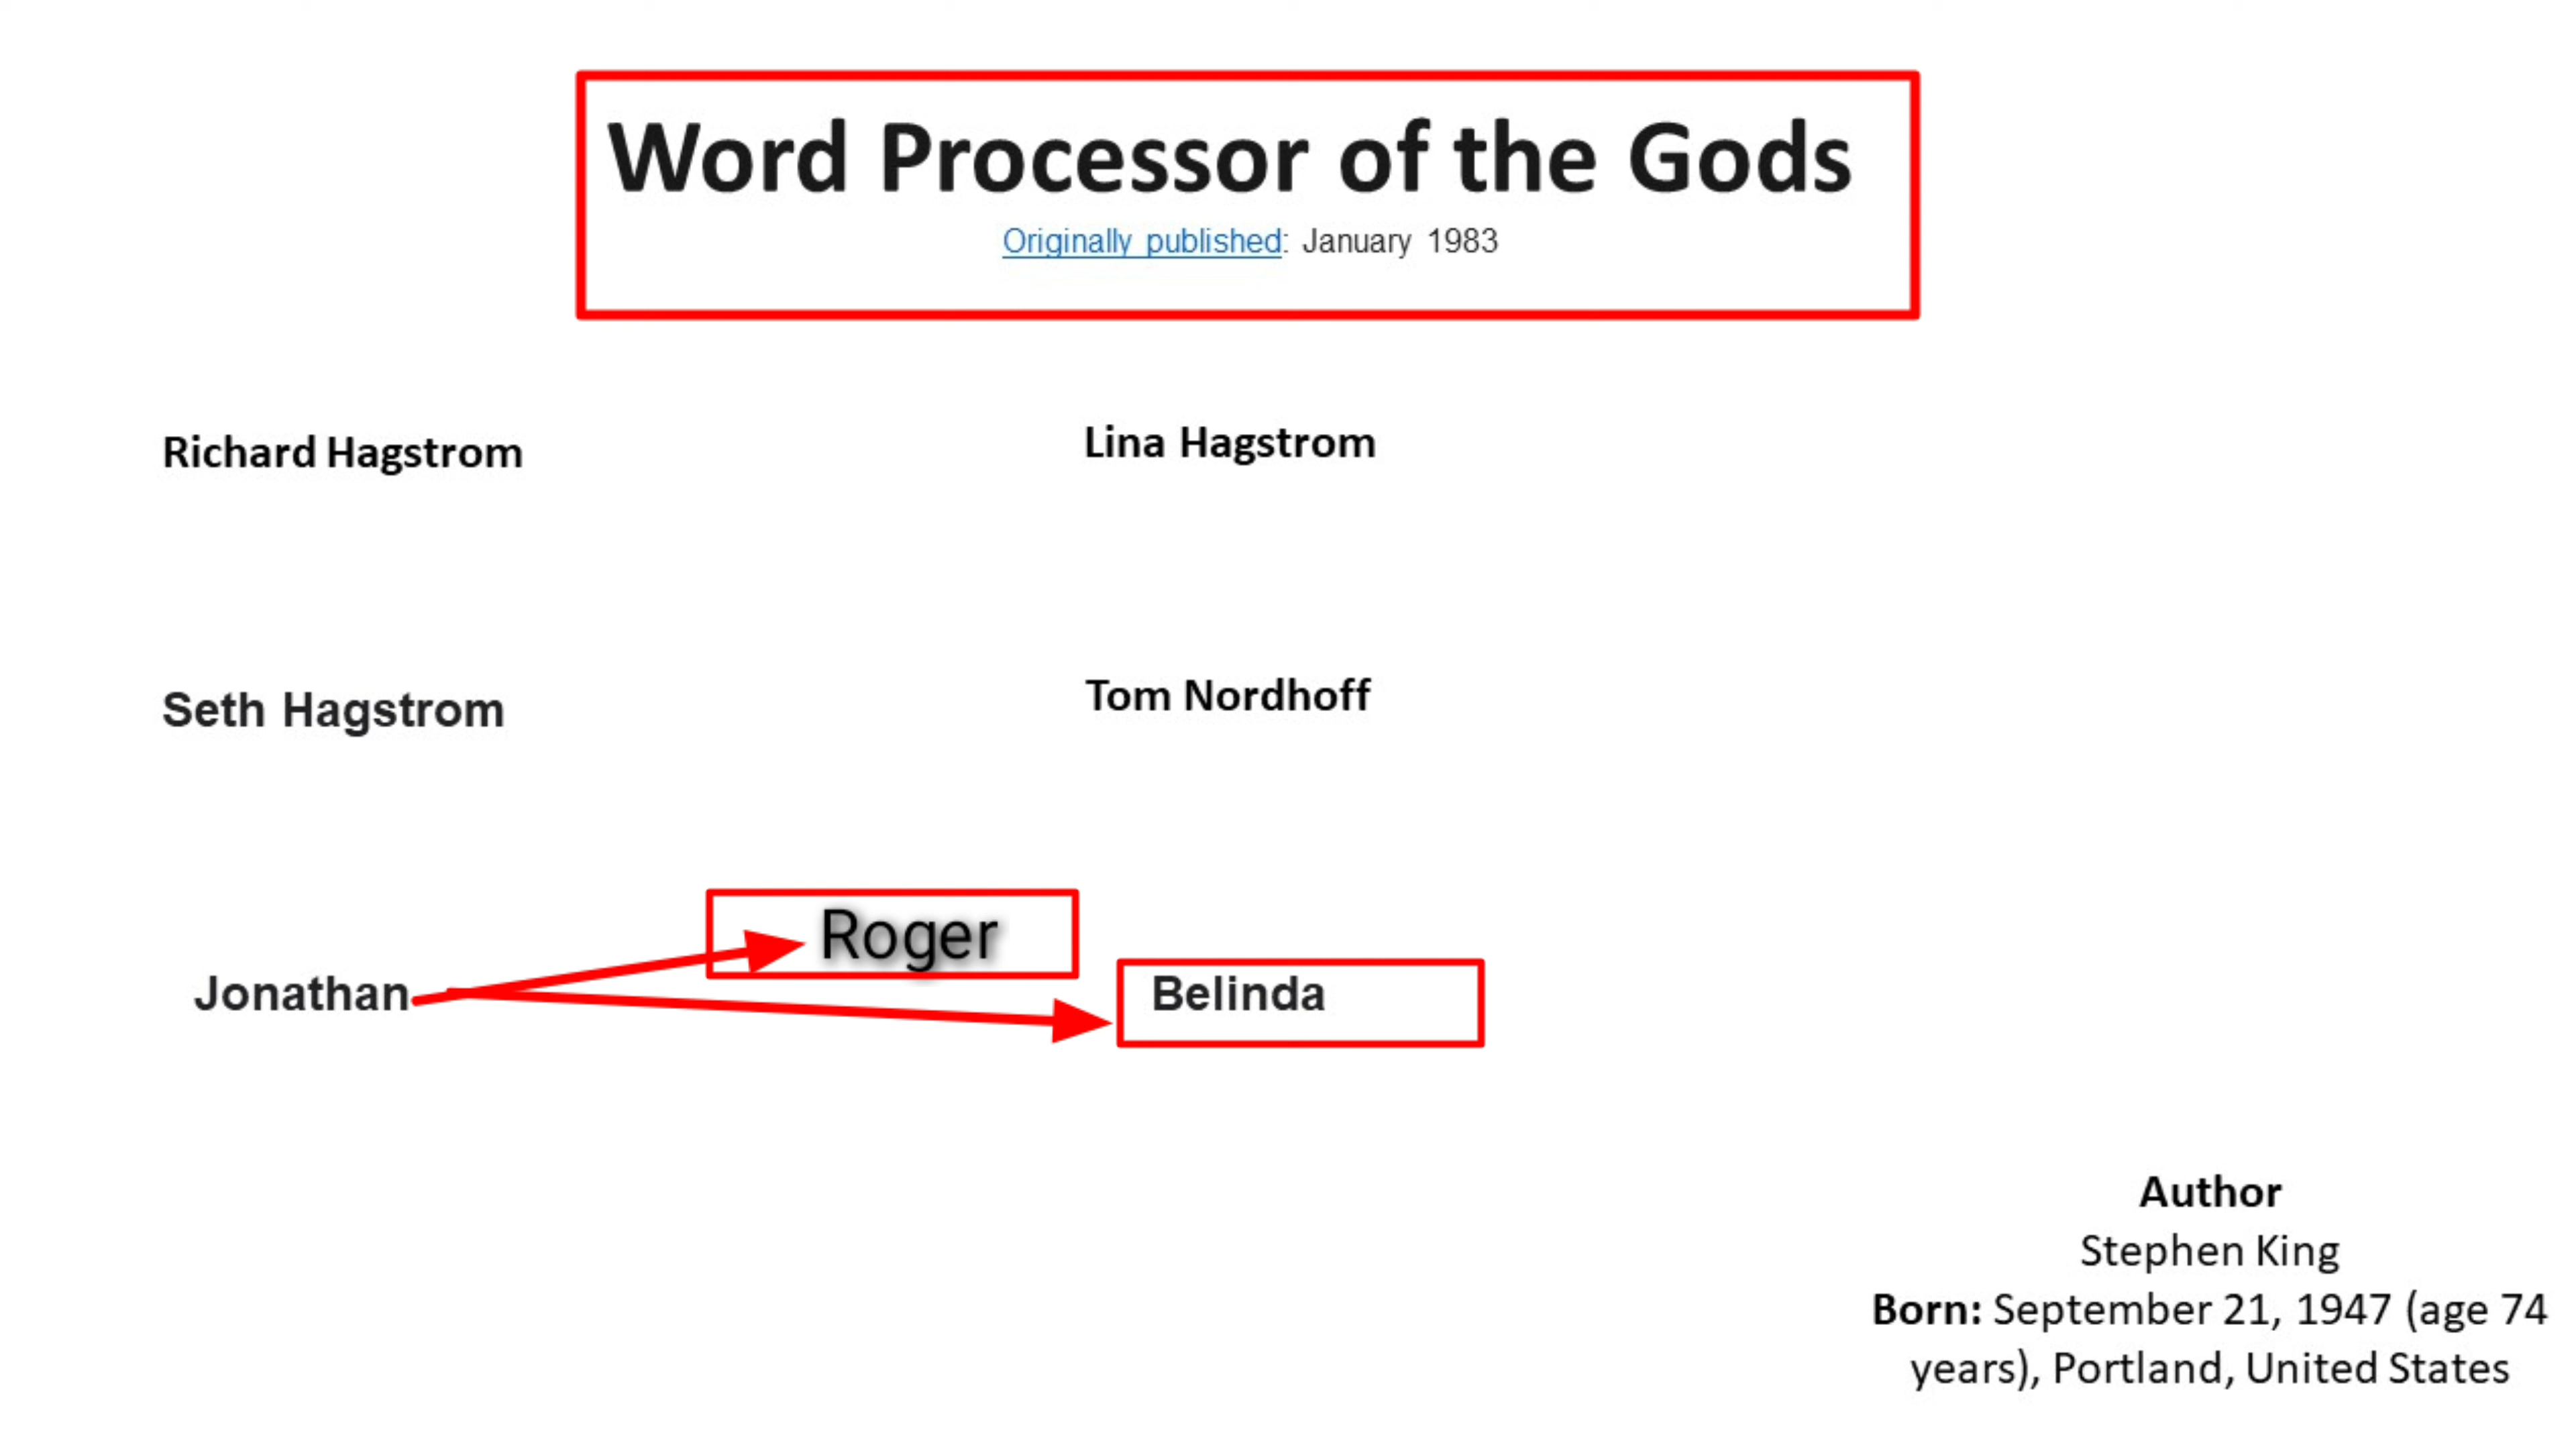 Word Processor of the Gods
Originally published: January 1983
Richard Hagstrom
Lina Hagstrom
Seth Hagstrom
Tom Nordhoff
Roger
Jonathan
Belinda
Author
Stephen King
Born: September 21, 1947 (age 74
years), Portland, United States